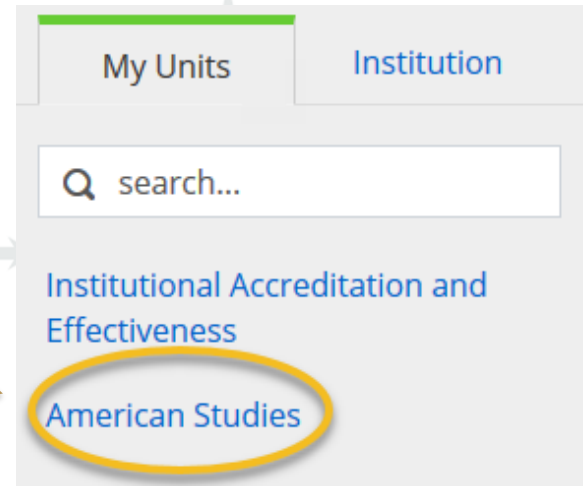 My Units
Institution
search...
Institutional Accreditation and
Effectiveness
American Studies